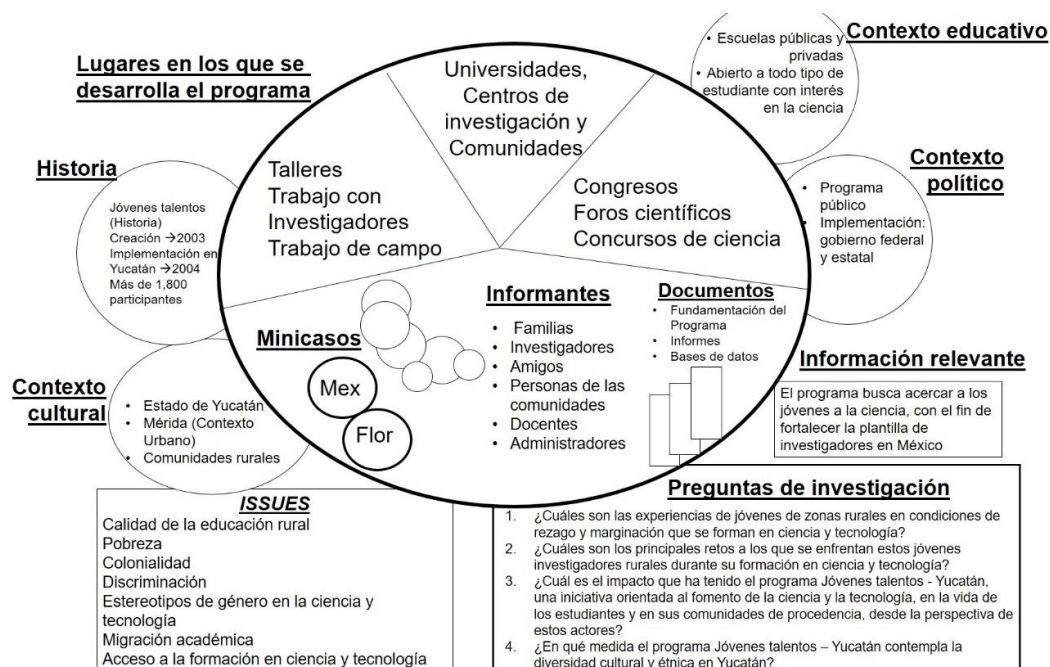 Lugares en los que se
desarrolla el programa
Universidades,
Centros de
investigación y
Comunidades
• Escuelas públicas y
privadas
• Abierto a todo tipo de
estudiante con interés
en la ciencia
Contexto educativo
Historia
Jóvenes talentos
(Historia)
Creación →2003
Implementación en
Yucatán →2004
Más de 1,800
participantes
Talleres
Trabajo con
Investigadores
Trabajo de campo
Congresos
Foros científicos
Concursos de ciencia
Contexto
político
• Programa
público
• Implementación:
gobierno federal
y estatal
Minicasos
Mex
Flor
Informantes
• Familias
• Investigadores
• Amigos
• Personas de las
comunidades
• Docentes
• Administradores
Documentos
• Fundamentación del
Programa
• Informes
• Bases de datos
Información relevante
El programa busca acercar a los
jóvenes a la ciencia, con el fin de
fortalecer la plantilla de
investigadores en México
Contexto
cultural
• Estado de Yucatán
• Mérida (Contexto
Urbano)
• Comunidades rurales
ISSUES
Calidad de la educación rural
Pobreza
Colonialidad
Discriminación
Estereotipos de género en la ciencia y
tecnología
Migración académica
Acceso a la formación en ciencia y tecnología
Preguntas de investigación
1. ¿Cuáles son las experiencias de jóvenes de zonas rurales en condiciones de
rezago y marginación que se forman en ciencia y tecnología?
2. ¿Cuáles son los principales retos a los que se enfrentan estos jóvenes
investigadores rurales durante su formación en ciencia y tecnología?
3. ¿Cuál es el impacto que ha tenido el programa Jóvenes talentos - Yucatán,
una iniciativa orientada al fomento de la ciencia y la tecnología, en la vida de
los estudiantes y en sus comunidades de procedencia, desde la perspectiva de
estos actores?
4. ¿En qué medida el programa Jóvenes talentos – Yucatán contempla la
diversidad cultural y étnica en Yucatán?